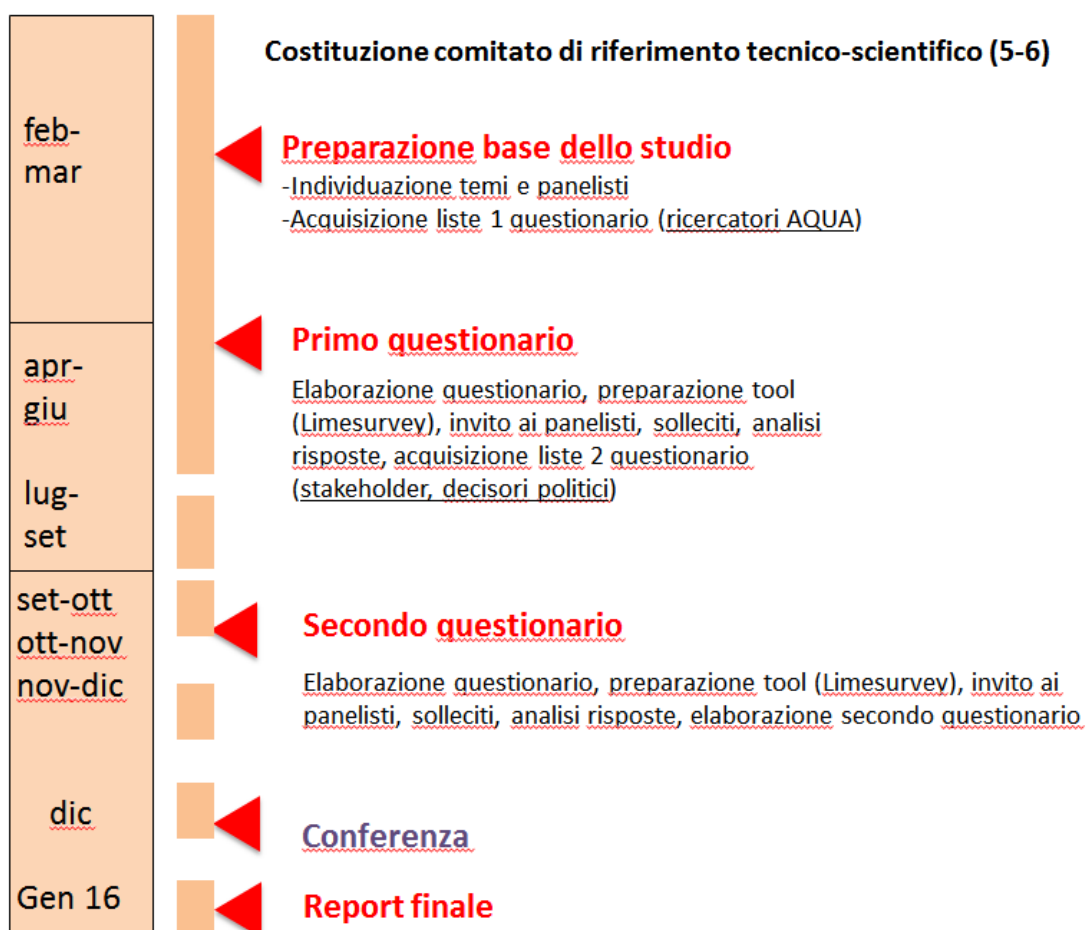 Costituzione comitato di riferimento tecnico-scientifico (5-6)
feb-
mar
Preparazione base dello studio
-Individuazione temi e panelisti
-Acquisizione liste 1 questionario (ricercatori AQUA)
apr-
giu
lug-
set
Primo questionario
Elaborazione questionario, preparazione tool
(Limesurvey), invito ai panelisti, solleciti, analisi
risposte, acquisizione liste 2 questionario
(stakeholder, decisori politici)
set-ott
ott-nov
nov-dic
Secondo questionario
Elaborazione questionario, preparazione tool (Limesurvey), invito ai
panelisti, solleciti, analisi risposte, elaborazione secondo questionario
dic
Conferenza
Gen 16
Report finale